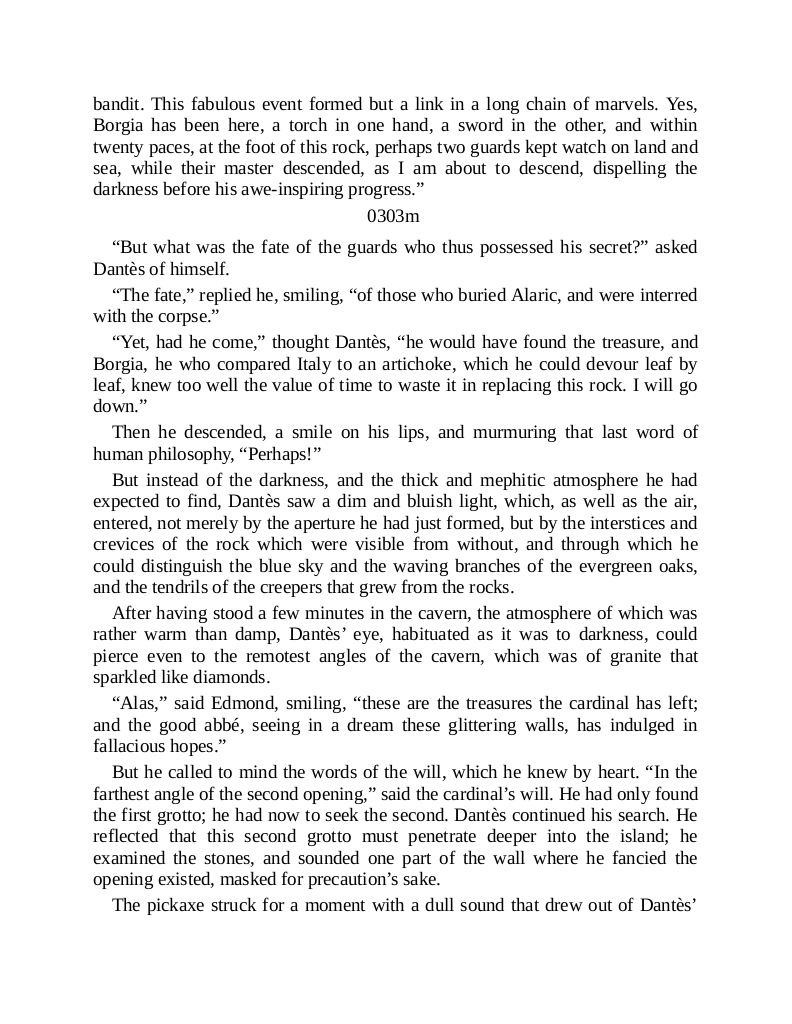 bandit. This fabulous event formed but a link in a long chain of marvels. Yes,
Borgia has been here, a torch in one hand, a sword in the other, and within
twenty paces, at the foot of this rock, perhaps two guards kept watch on land and
sea, while their master descended, as I am about to descend, dispelling the
darkness before his awe-inspiring progress.”
0303m
“But what was the fate of the guards who thus possessed his secret?” asked
Dantès of himself.
“The fate,” replied he, smiling, “of those who buried Alaric, and were interred
with the corpse.”
“Yet, had he come,” thought Dantès, “he would have found the treasure, and
Borgia, he who compared Italy to an artichoke, which he could devour leaf by
leaf, knew too well the value of time to waste it in replacing this rock. I will go
down.”
Then he descended, a smile on his lips, and murmuring that last word of
human philosophy, “Perhaps!”
But instead of the darkness, and the thick and mephitic atmosphere he had
expected to find, Dantès saw a dim and bluish light, which, as well as the air,
entered, not merely by the aperture he had just formed, but by the interstices and
crevices of the rock which were visible from without, and through which he
could distinguish the blue sky and the waving branches of the evergreen oaks,
and the tendrils of the creepers that grew from the rocks.
After having stood a few minutes in the cavern, the atmosphere of which was
rather warm than damp, Dantès’ eye, habituated as it was to darkness, could
pierce even to the remotest angles of the cavern, which was of granite that
sparkled like diamonds.
“Alas,” said Edmond, smiling, “these are the treasures the cardinal has left;
and the good abbé, seeing in a dream these glittering walls, has indulged in
fallacious hopes.”
But he called to mind the words of the will, which he knew by heart. “In the
farthest angle of the second opening,” said the cardinal’s will. He had only found
the first grotto; he had now to seek the second. Dantès continued his search. He
reflected that this second grotto must penetrate deeper into the island; he
examined the stones, and sounded one part of the wall where he fancied the
opening existed, masked for precaution’s sake.
The pickaxe struck for a moment with a dull sound that drew out of Dantès’